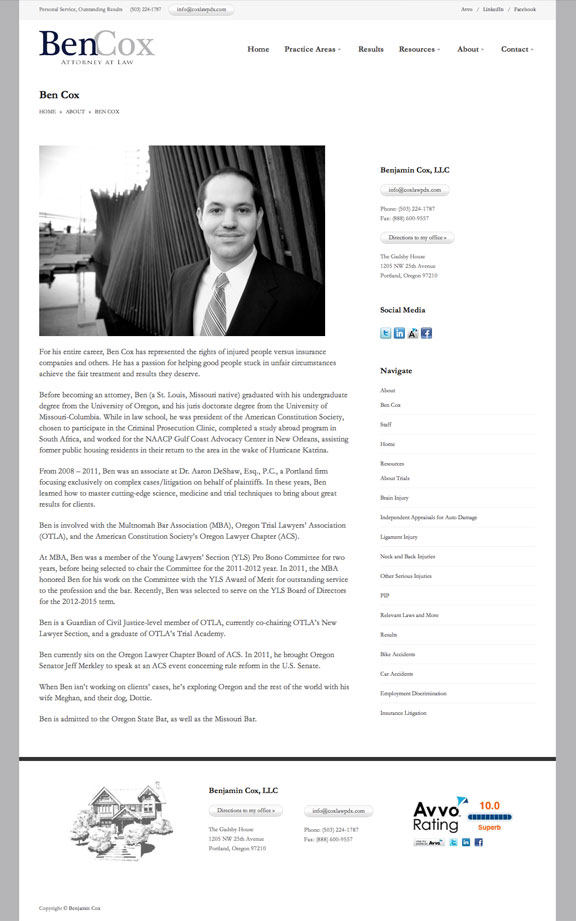 Personal Service, Outstanding Results (503) 224-1787 info@coxlawpdx.com Avvo / LinkedIn / Facebook
BenCox
Attorney at Law
Home Practice Areas Results Resources About Contact
Ben Cox
HOME » ABOUT » BEN COX
For his entire career, Ben Cox has represented the rights of injured people versus insurance
companies and others. He has a passion for helping good people stuck in unfair circumstances
achieve the fair treatment and results they deserve.
Before becoming an attorney, Ben (a St. Louis, Missouri native) graduated with his undergraduate
degree from the University of Oregon, and his juris doctorate degree from the University of
Missouri-Columbia. While in law school, he was president of the American Constitution Society,
chosen to participate in the Criminal Prosecution Clinic, completed a study abroad program in
South Africa, and worked for the NAACP Gulf Coast Advocacy Center in New Orleans, assisting
former public housing residents in their return to the area in the wake of Hurricane Katrina.
From 2008 – 2011, Ben was an associate at Dr. Aaron DeShaw, Esq., P.C., a Portland firm
focusing exclusively on complex cases/litigation on behalf of plaintiffs. In these years, Ben
learned how to master cutting-edge science, medicine and trial techniques to bring about great
results for clients.
Ben is involved with the Multnomah Bar Association (MBA), Oregon Trial Lawyers' Association
(OTLA), and the American Constitution Society's Oregon Lawyer Chapter (ACS).
At MBA, Ben was a member of the Young Lawyers' Section (YLS) Pro Bono Committee for two
years, before being selected to chair the Committee for the 2011-2012 year. In 2011, the MBA
honored Ben for his work on the Committee with the YLS Award of Merit for outstanding service
to the profession and the bar. Recently, Ben was selected to serve on the YLS Board of Directors
for the 2012-2015 term.
Ben is a Guardian of Civil Justice-level member of OTLA, currently co-chairing OTLA's New
Lawyer Section, and a graduate of OTLA's Trial Academy.
Ben currently sits on the Oregon Lawyer Chapter Board of ACS. In 2011, he brought Oregon
Senator Jeff Merkley to speak at an ACS event concerning rule reform in the U.S. Senate.
When Ben isn't working on clients' cases, he's exploring Oregon and the rest of the world with his
wife Meghan, and their dog, Dottie.
Ben is admitted to the Oregon State Bar, as well as the Missouri Bar.
Benjamin Cox, LLC
info@coxlawpdx.com
Phone: (503) 224-1787
Fax: (888) 600-9557
Directions to my office »
The Gadsby House
1205 NW 25th Avenue
Portland, Oregon 97210
Social Media
Navigate
About
Ben Cox
Staff
Home
Resources
About Trials
Brain Injury
Independent Appraisals for Auto Damage
Ligament Injury
Neck and Back Injuries
Other Serious Injuries
PIP
Relevant Laws and More
Results
Bike Accidents
Car Accidents
Employment Discrimination
Insurance Litigation
Benjamin Cox, LLC
Directions to my office » info@coxlawpdx.com
The Gadsby House Phone: (503) 224-1787
1205 NW 25th Avenue Fax: (888) 600-9557
Portland, Oregon 97210
Avvo 10.0
Rating Superb
Avvo
Copyright © Benjamin Cox